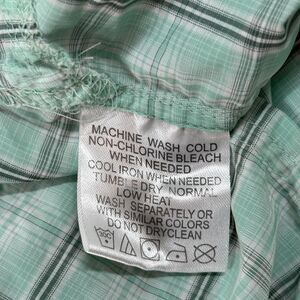 MACHINE WASH COLD
NON-CHLORINE BLEACH
WHEN NEEDED
COOL IRON WHEN NEEDED
TUMBLE DRY NORMAL
LOW HEAT
WASH SEPARATELY OR
WITH SIMILAR COLORS
DO NOT DRYCLEAN